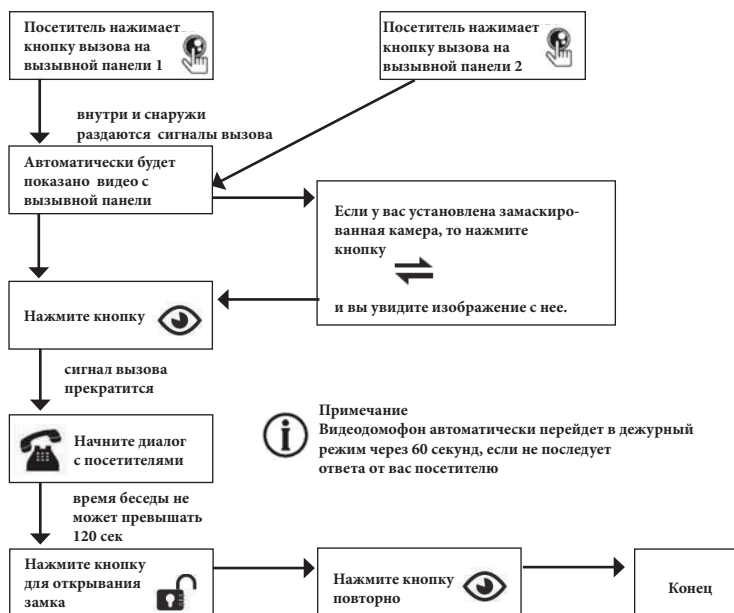 Посетитель нажимает
кнопку вызова на
вызывной панели 1
Посетитель нажимает
кнопку вызова на
вызывной панели 2
внутри и снаружи
раздаются сигналы вызова
Автоматически будет
показано видео с
вызывной панели
Если у вас установлена замаскиро-
ванная камера, то нажмите
кнопку
и вы увидите изображение с нее.
Нажмите кнопку
сигнал вызова
прекратится
Начните диалог
с посетителями
Примечание
Видеодомофон автоматически перейдет в дежурный
режим через 60 секунд, если не последует
ответа от вас посетителю
время беседы не
может превышать
120 сек
Нажмите кнопку
для открывания
замка
Нажмите кнопку
повторно
Конец